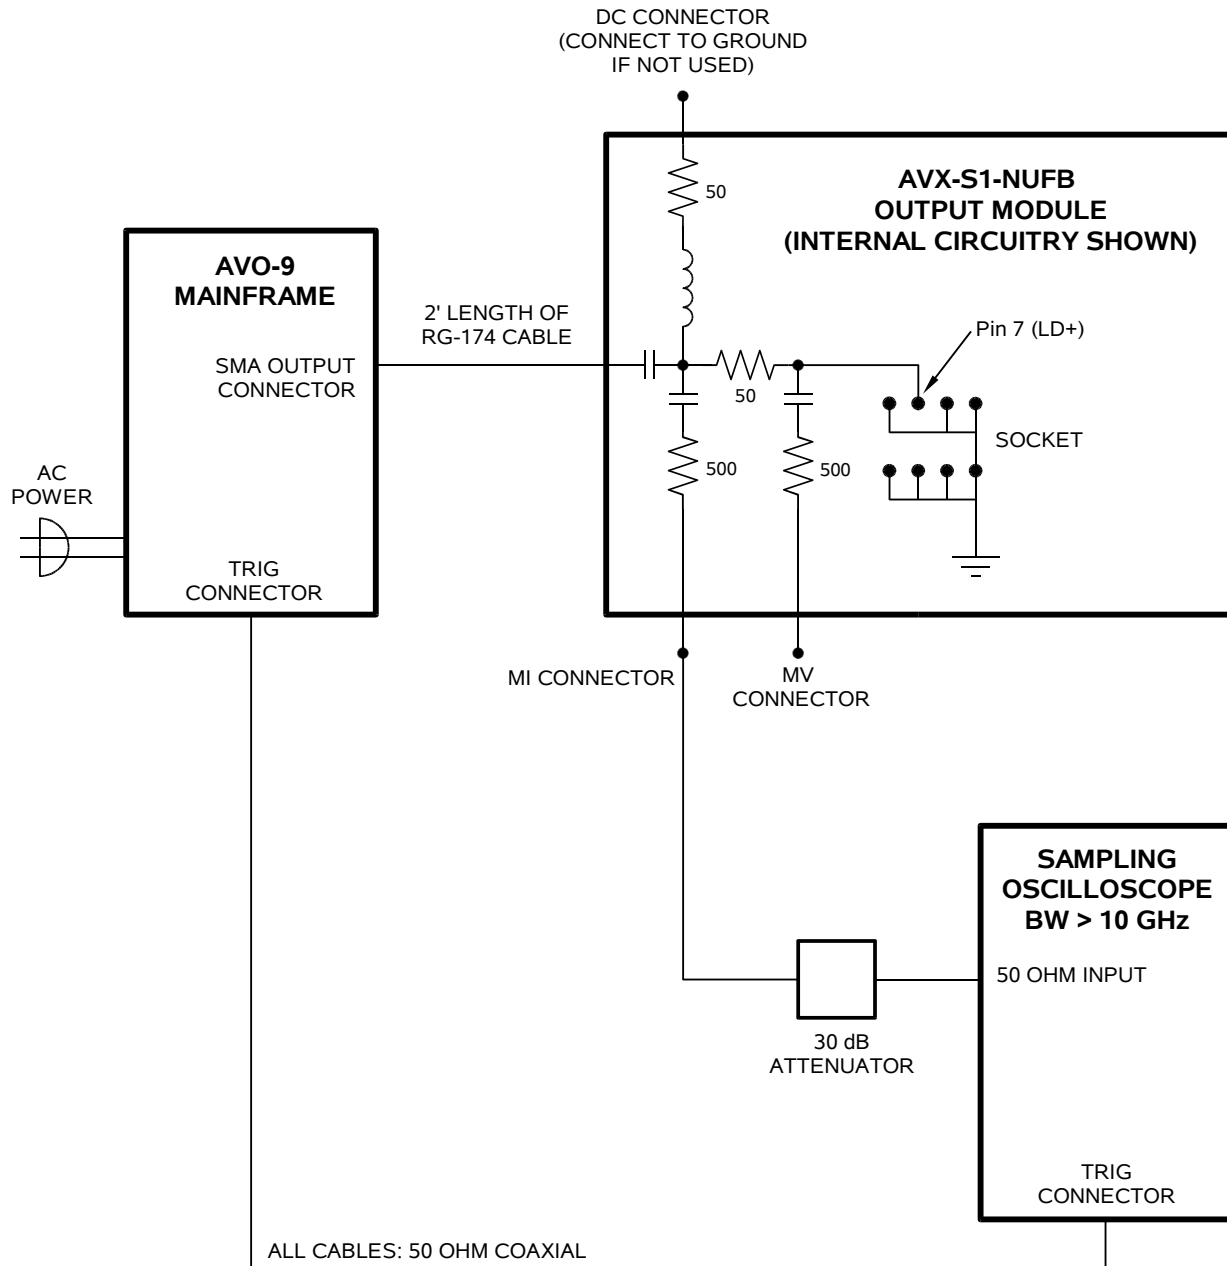 DC CONNECTOR
(CONNECT TO GROUND
IF NOT USED)
50
AVX-S1-NUFB
OUTPUT MODULE
(INTERNAL CIRCUITRY SHOWN)
AVO-9
MAINFRAME
2' LENGTH OF
RG-174 CABLE
Pin 7 (LD+)
SMA OUTPUT
CONNECTOR
50
SOCKET
500
500
AC
POWER
TRIG
CONNECTOR
MI CONNECTOR
MV
CONNECTOR
SAMPLING
OSCILLOSCOPE
BW > 10 GHz
50 OHM INPUT
30 dB
ATTENUATOR
TRIG
CONNECTOR
ALL CABLES: 50 OHM COAXIAL